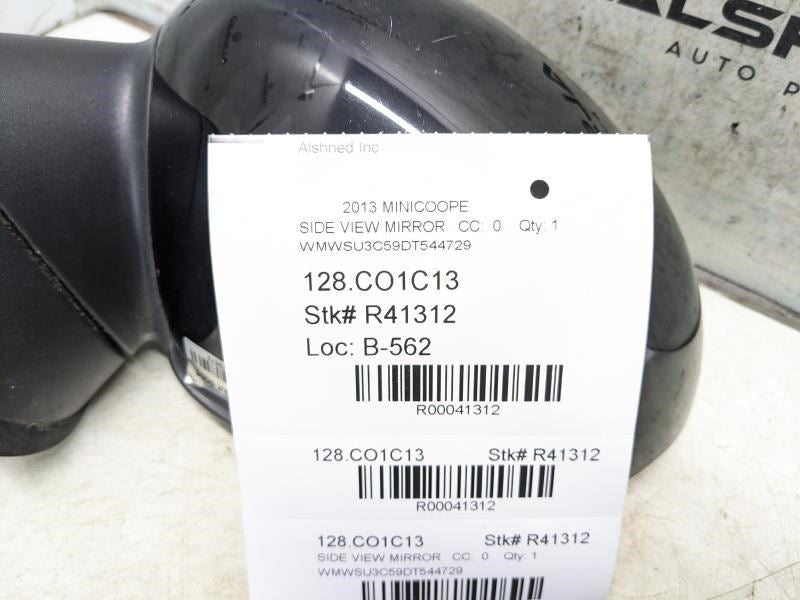 AUTO P
Alshned Inc
2013 MINICOOPE
SIDE VIEW MIRROR CC: 0 Qty: 1
WMWSU3C59DT544729
128.CO1C13
Stk# R41312
Loc: B-562
R00041312
128.CO1C13 Stk# R41312
R00041312
128.CO1C13 Stk# R41312
SIDE VIEW MIRROR CC: 0 Qty: 1
WMWSU3C59DT544729